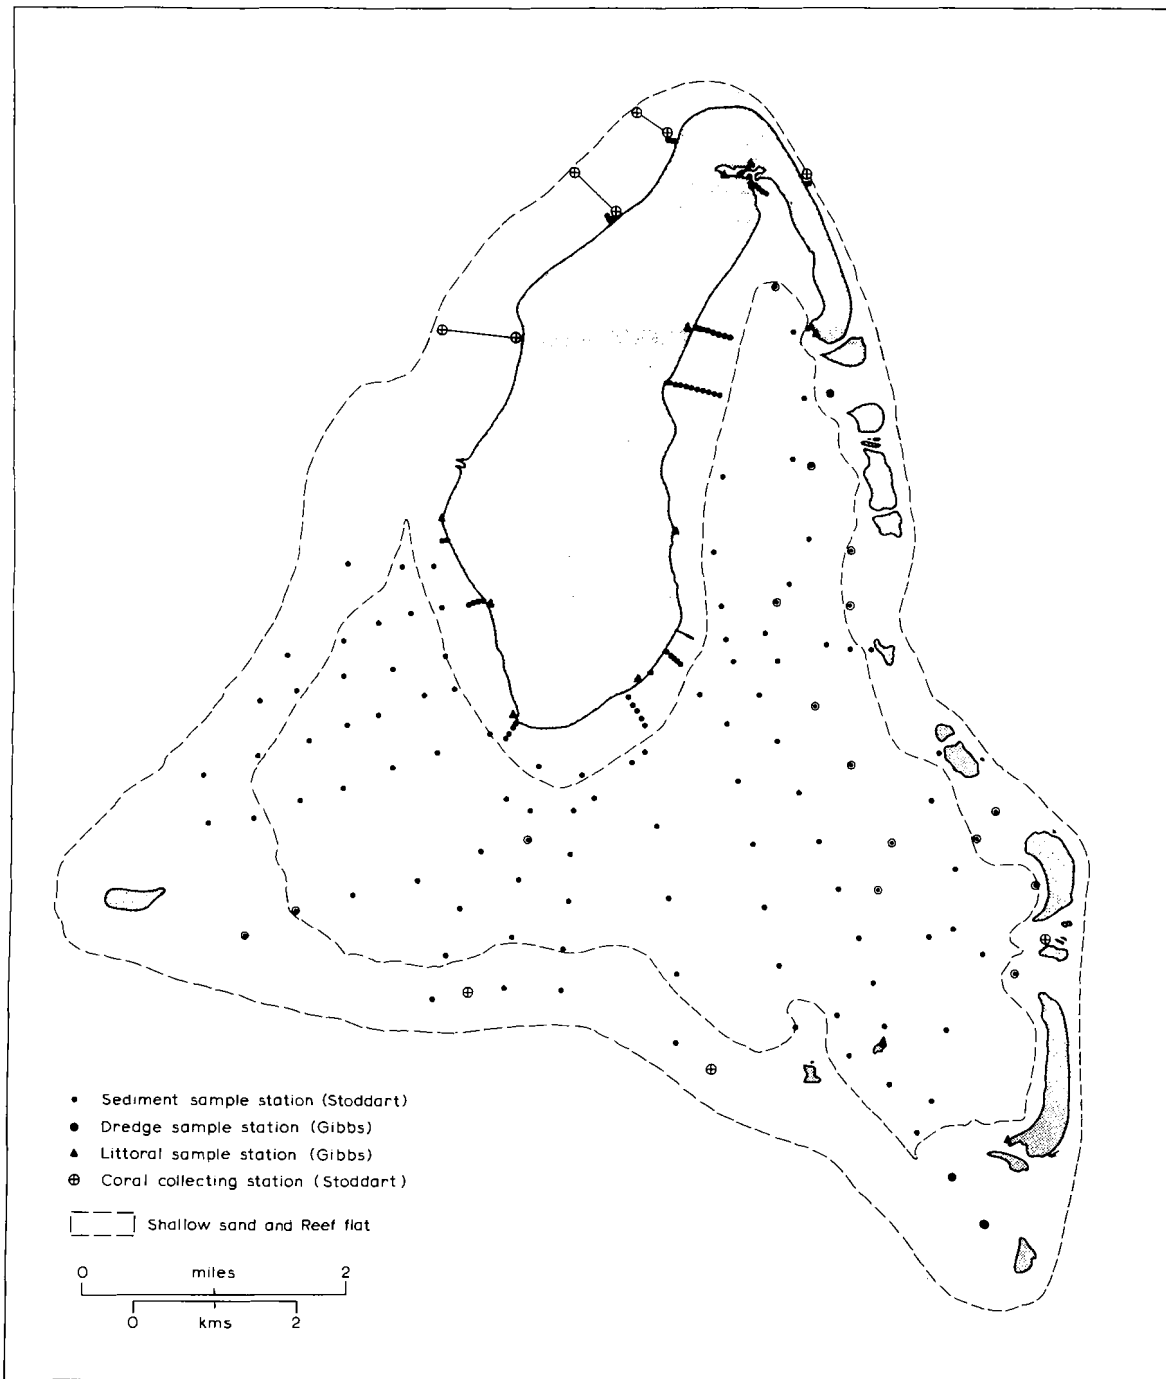 Sediment sample station (Stoddart)
Dredge sample station (Gibbs)
Littoral sample station (Gibbs)
Coral collecting station (Stoddart)
Shallow sand and Reef flat
0 miles 2
0 kms 2